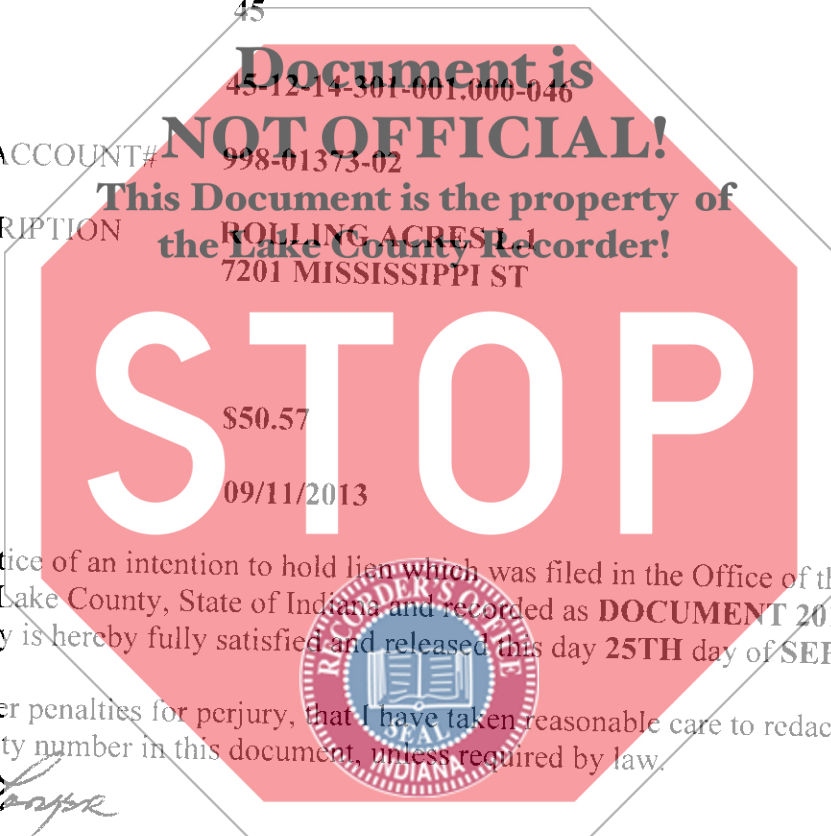 45
Document is
45-12-14-301-001.000-046
NOT OFFICIAL!
ACCOUNT# 998-01373-02
This Document is the property of
RIPTION ROLLING ACRES L.1
the Lake County Recorder!
7201 MISSISSIPPI ST
STOP
$50.57
09/11/2013
tice of an intention to hold lien which was filed in the Office of th
Lake County, State of Indiana and recorded as DOCUMENT 20
y is hereby fully satisfied and released this day 25TH day of SEP
er penalties for perjury, that I have taken reasonable care to redac
ty number in this document, unless required by law.
RECORDER'S OFFICE
SEAL
INDIANA